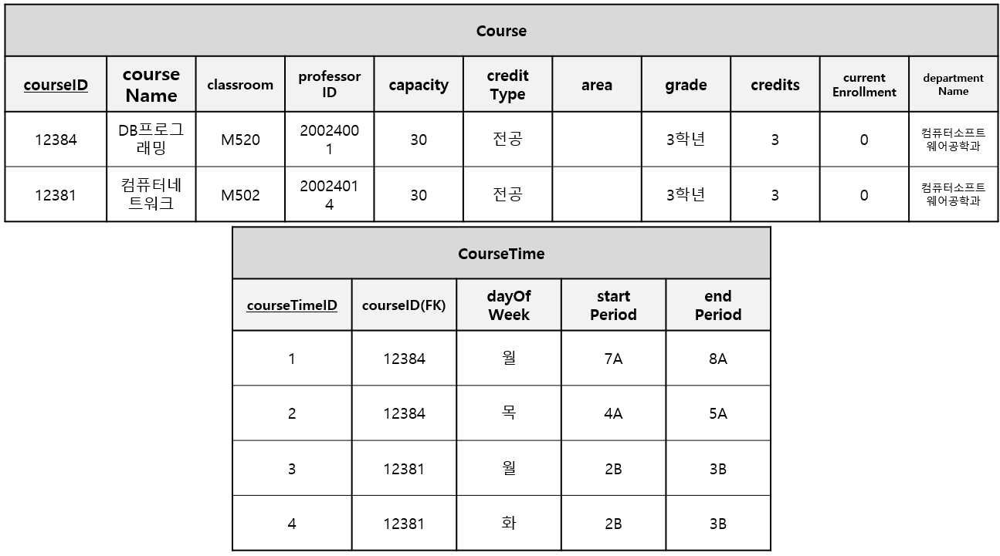 Course
courseID course Name classroom professor ID capacity credit Type area grade credits current Enrollment department Name
12384 DB프로그래밍 M520 20024001 30 전공 3학년 3 0 컴퓨터소프트웨어공학과
12381 컴퓨터네트워크 M502 20024014 30 전공 3학년 3 0 컴퓨터소프트웨어공학과
CourseTime
courseTimeID courseID(FK) dayOf Week start Period end Period
1 12384 월 7A 8A
2 12384 목 4A 5A
3 12381 월 2B 3B
4 12381 화 2B 3B